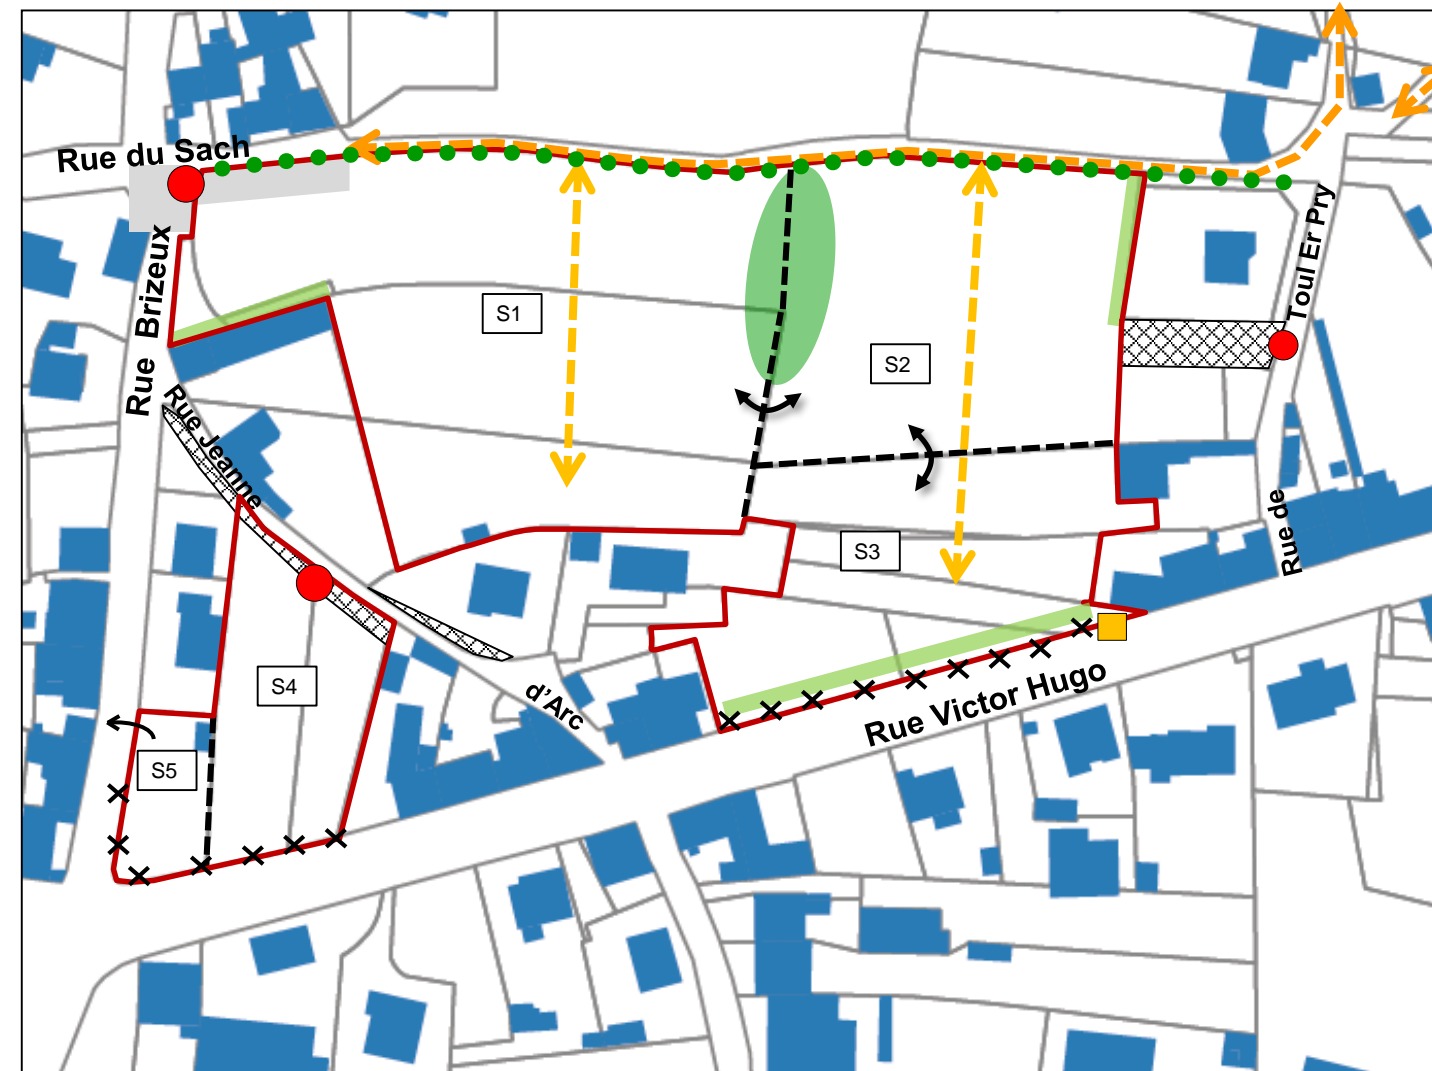 Rue du Sach
Rue Brizeux
Toul Er Pry
S1
S2
Rue Jeanne
Rue de
S3
S4
d'Arc
Rue Victor Hugo
S5